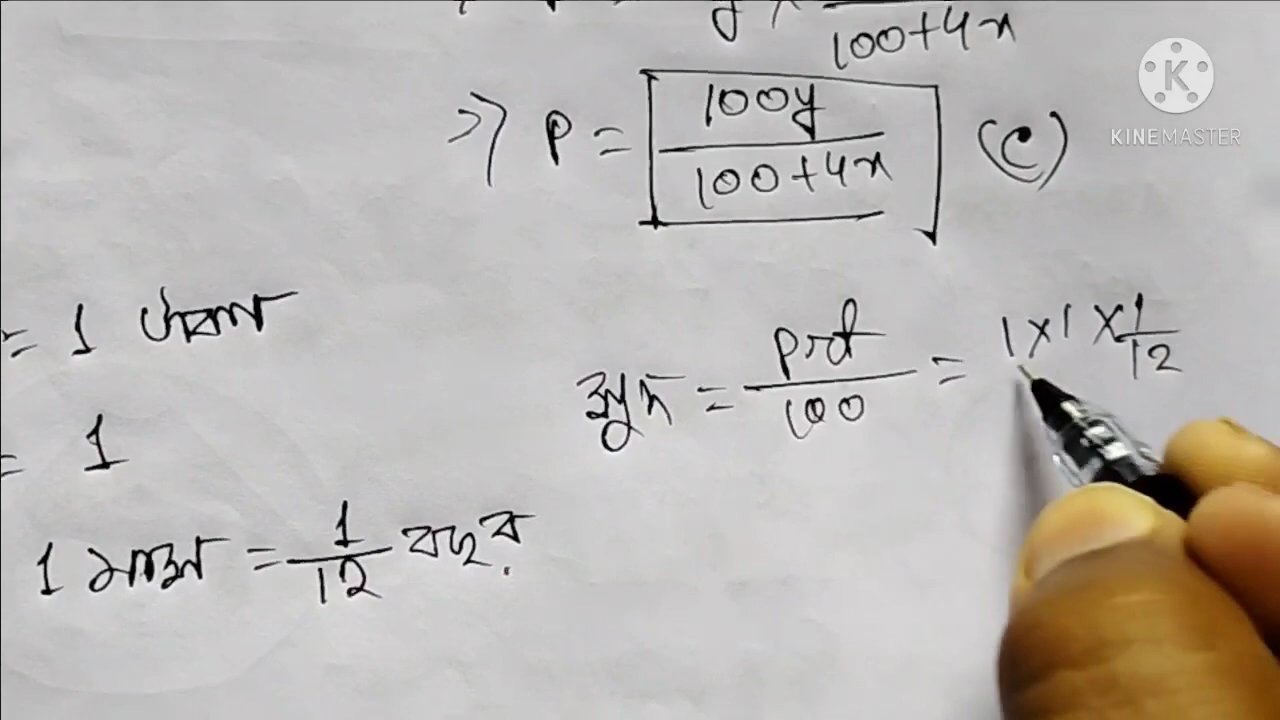 100+4x
⇒ P = 100y / 100+4x (c)
KINEMASTER
= 1
সুদ = prt / 100 = 1×1×1/12
= 1
1 মাস = 1/12 বছর